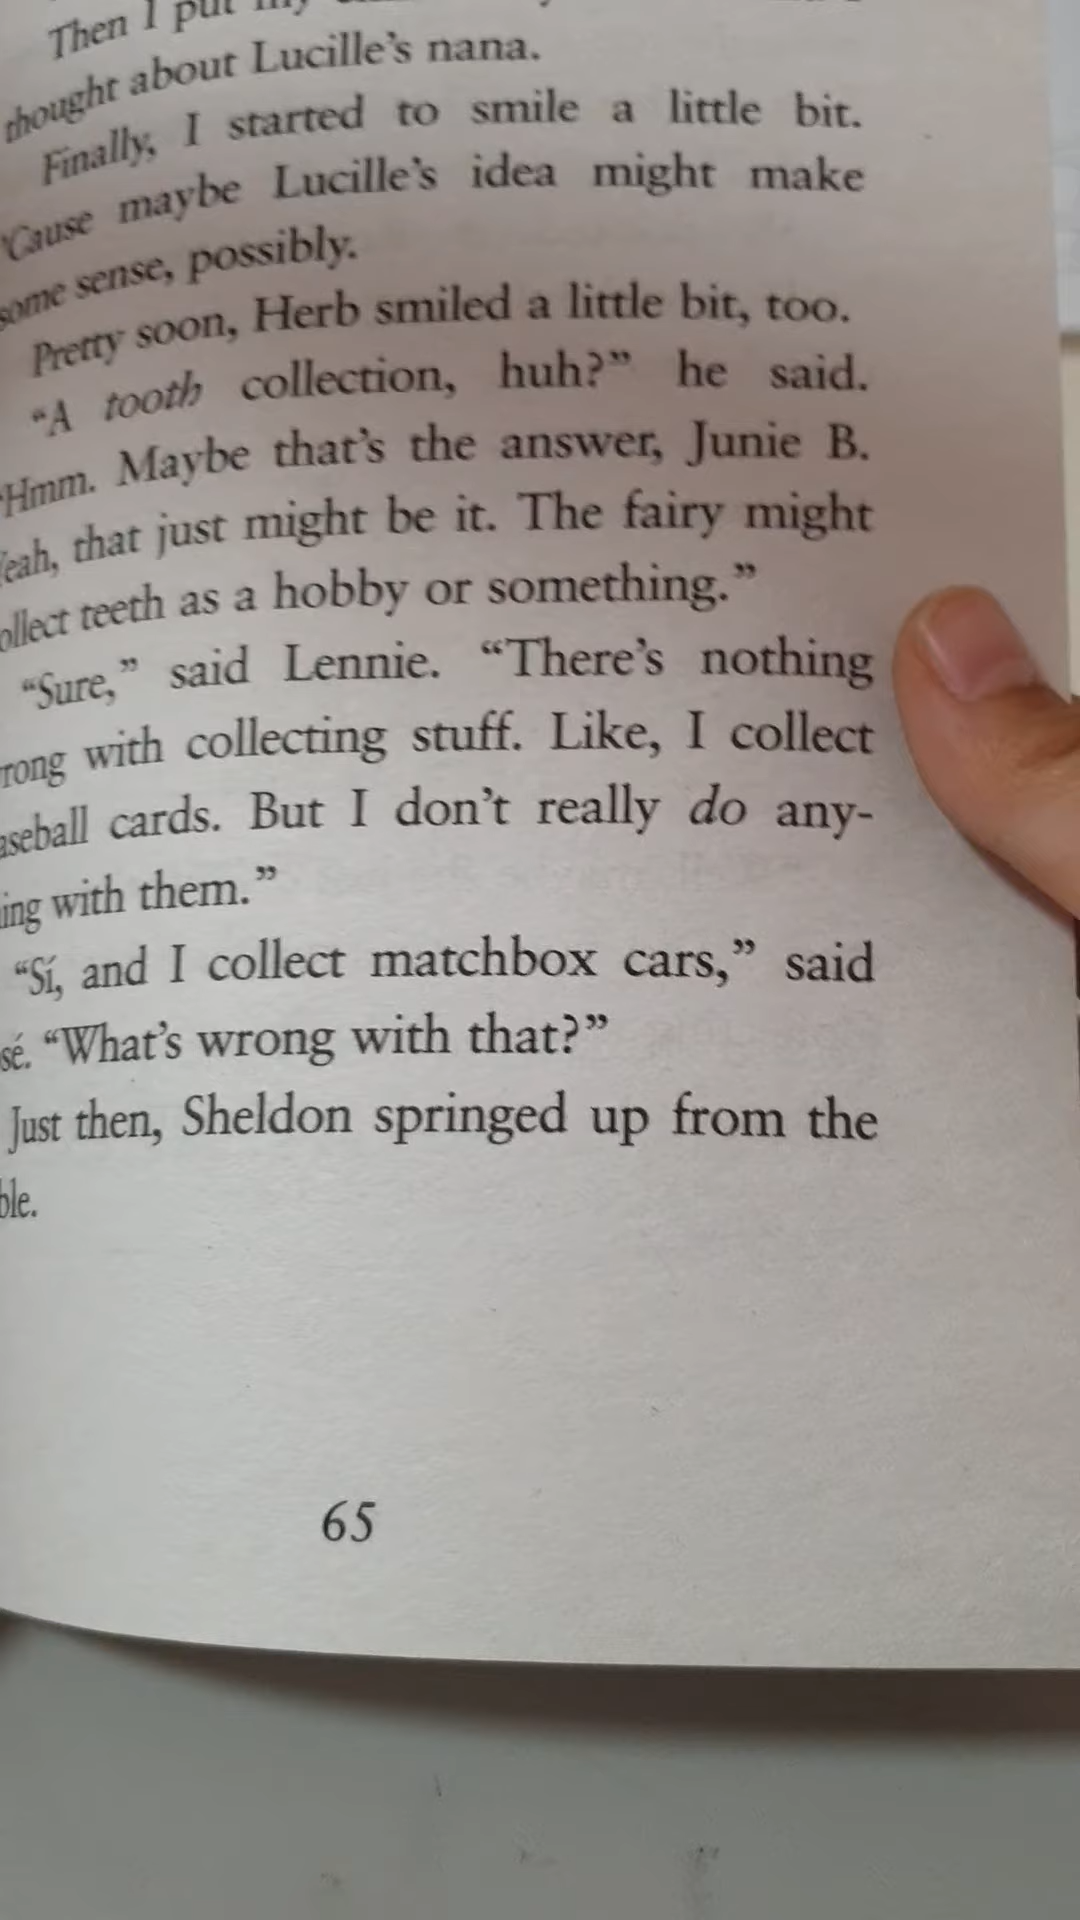 Then I put my
thought about Lucille's nana.
Finally, I started to smile a little bit.
'Cause maybe Lucille's idea might make
some sense, possibly.
Pretty soon, Herb smiled a little bit, too.
“A tooth collection, huh?” he said.
“Hmm. Maybe that's the answer, Junie B.
Yeah, that just might be it. The fairy might
ollect teeth as a hobby or something.”
“Sure,” said Lennie. “There's nothing
rong with collecting stuff. Like, I collect
aseball cards. But I don't really do any-
ing with them.”
“Sí, and I collect matchbox cars,” said
sé. “What's wrong with that?”
Just then, Sheldon springed up from the
ble.
65